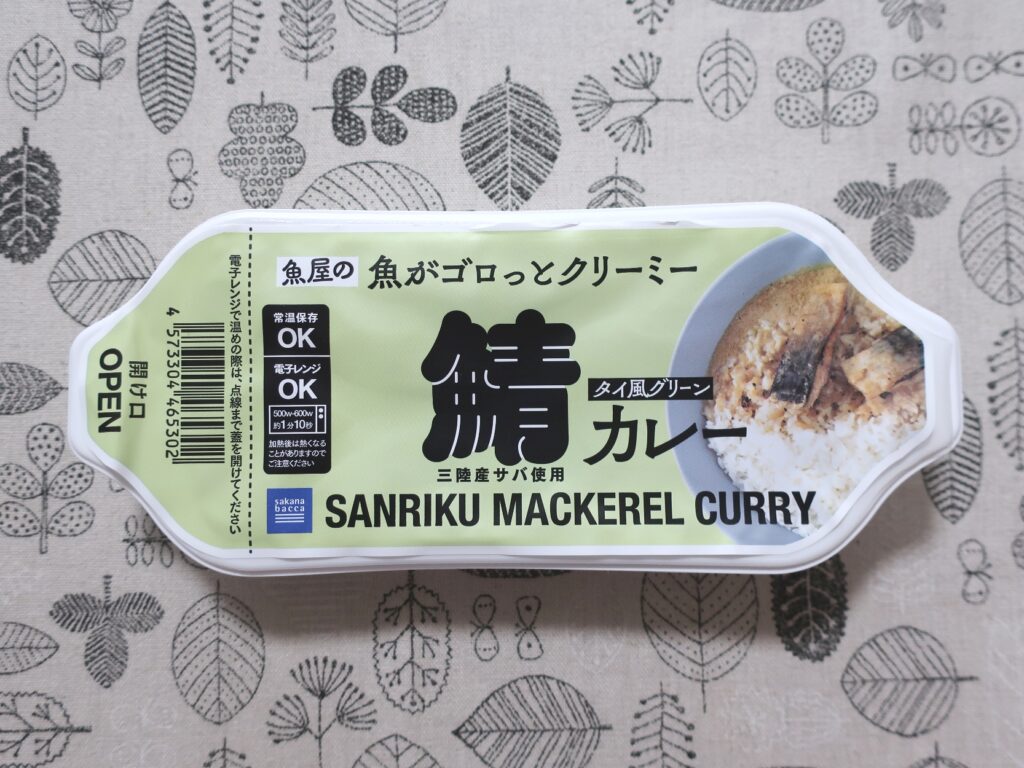 魚屋の 魚がゴロっとクリーミー
常温保存
OK
電子レンジ
OK
500w-600w
約1分10秒
加熱後は熱くなる
ことがありますので
ご注意ください
鯖
タイ風グリーン
カレー
三陸産サバ使用
sakana
bacca
SANRIKU MACKEREL CURRY
電子レンジで温めの際は、点線まで蓋を開けてください
4 573304 465302
開け口
OPEN